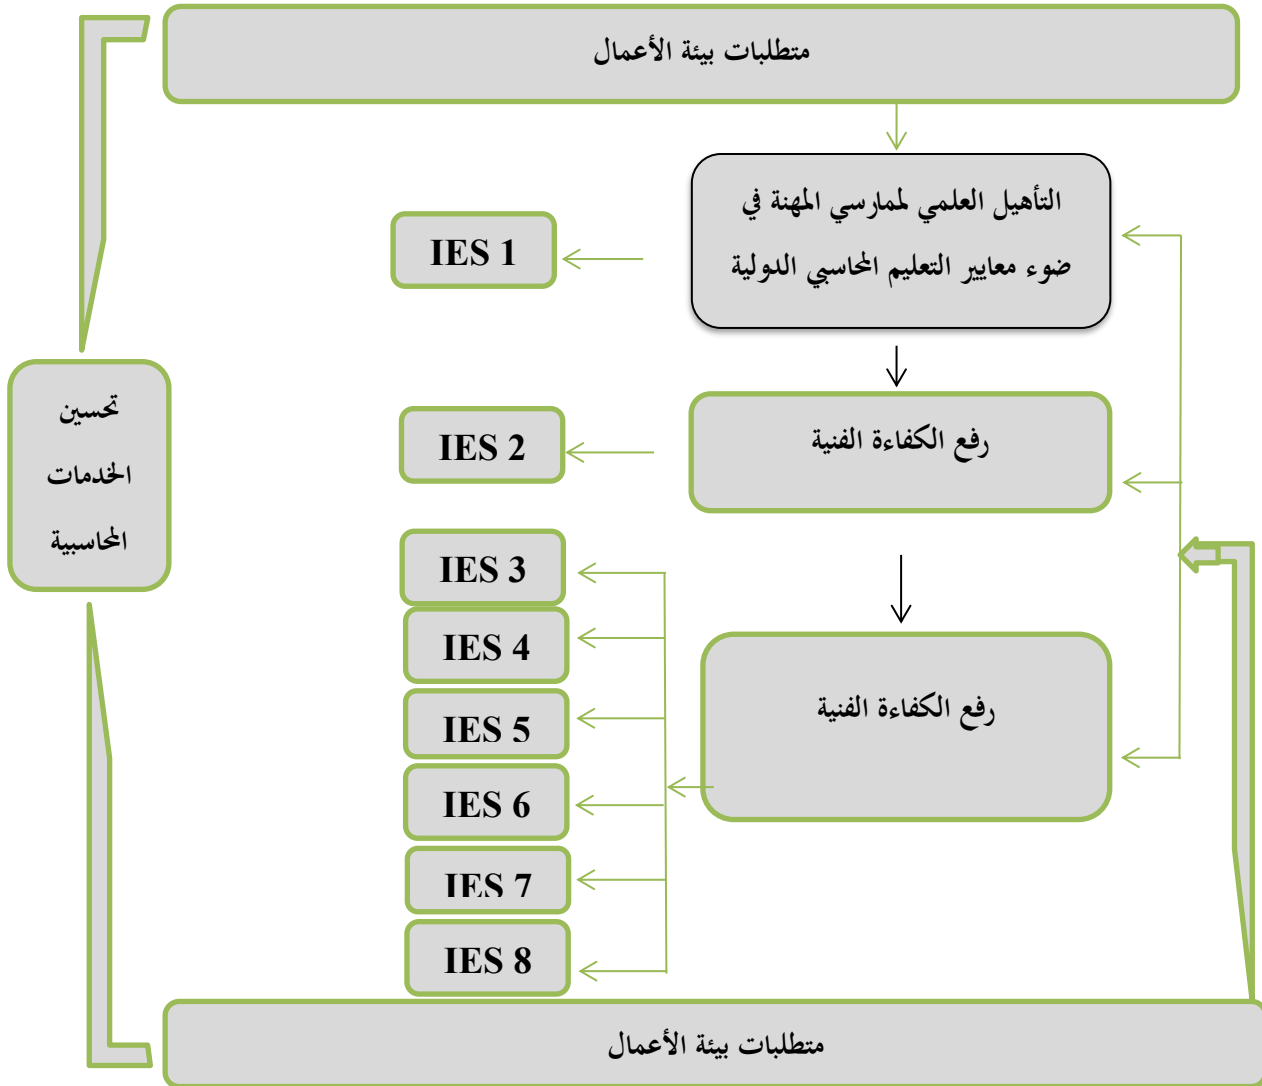 متطلبات بيئة الأعمال
التأهيل العلمي لممارسي المهنة في
ضوء معايير التعليم المحاسبي الدولية
IES 1
رفع الكفاءة الفنية
IES 2
تحسين
الخدمات
المحاسبية
رفع الكفاءة الفنية
IES 3
IES 4
IES 5
IES 6
IES 7
IES 8
متطلبات بيئة الأعمال